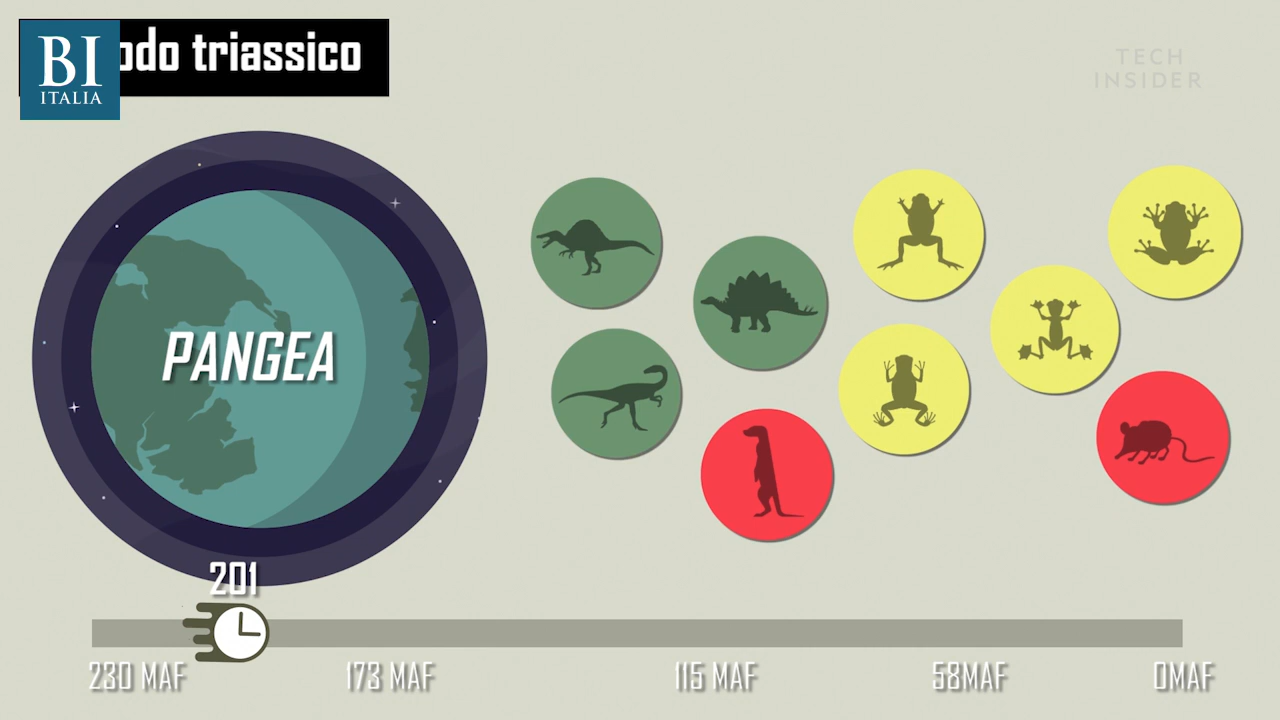 BI
ITALIA
odo triassico
TECH
INSIDER
PANGEA
201
230 MAF
173 MAF
115 MAF
58MAF
0MAF